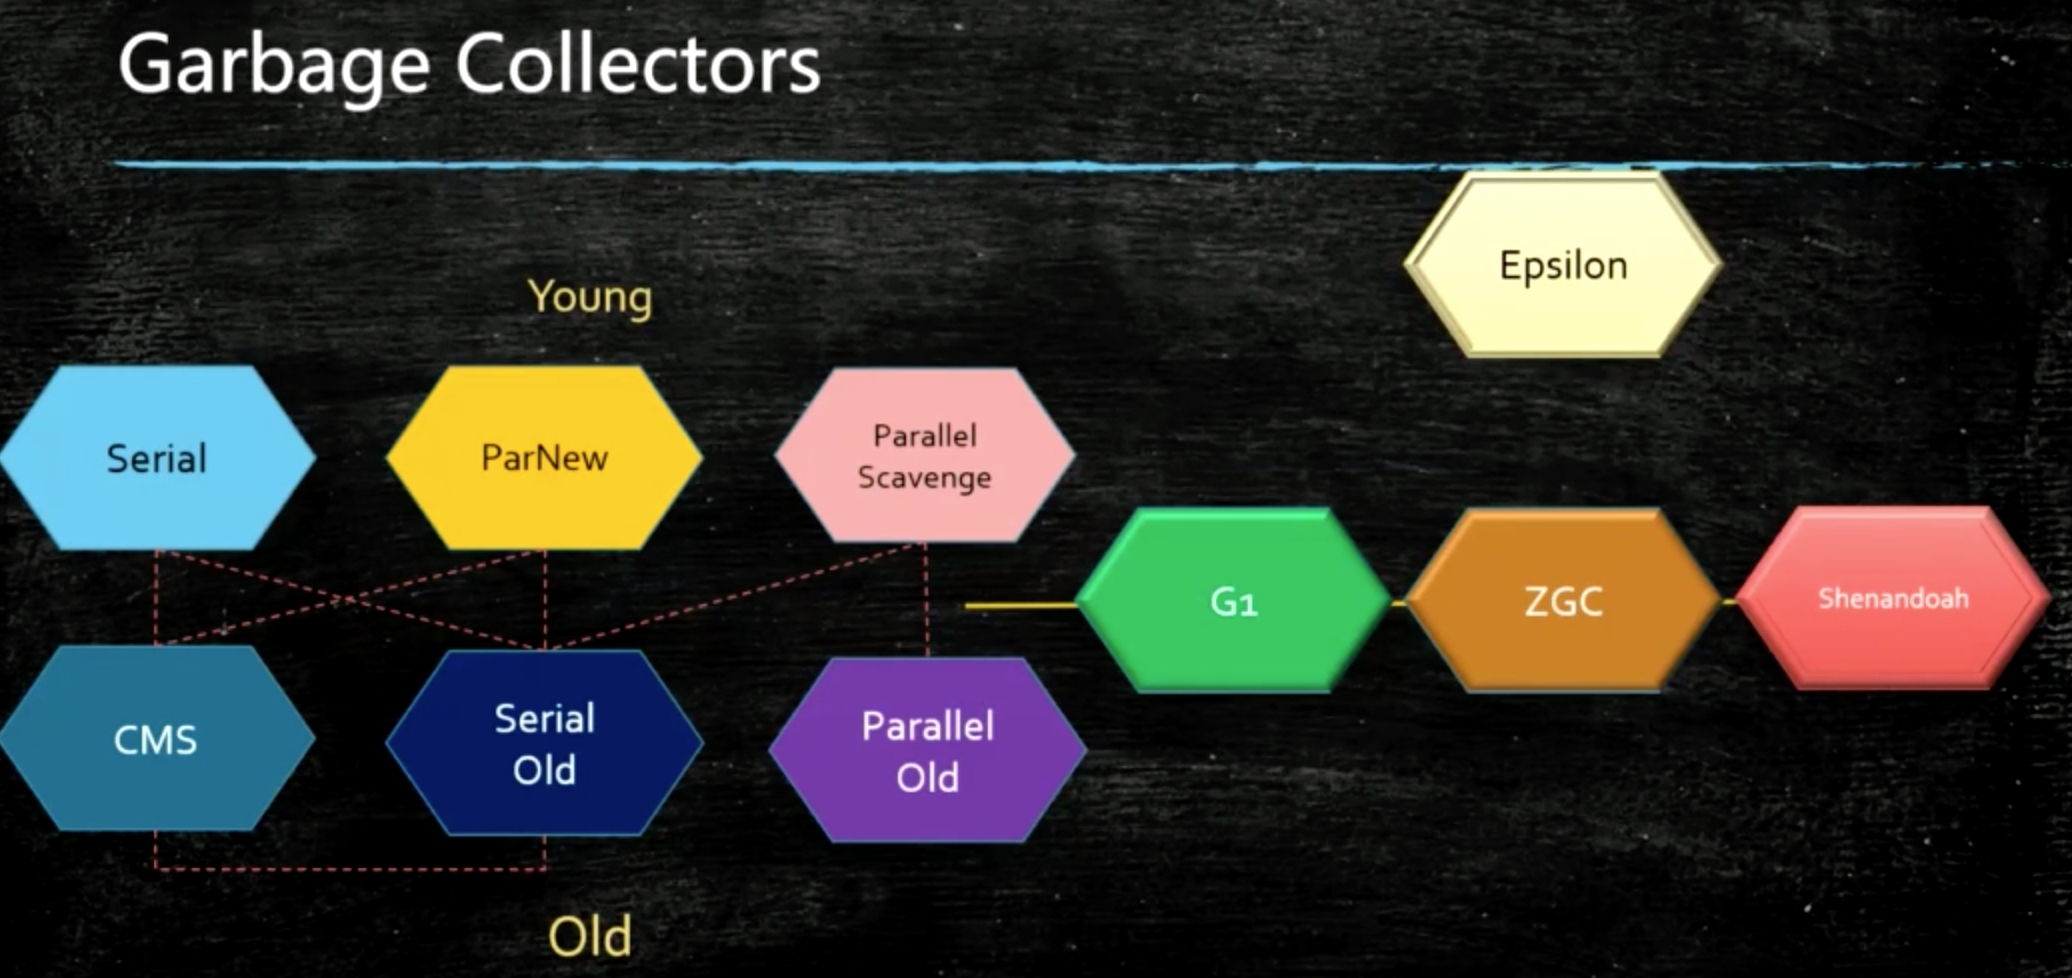 Garbage Collectors
Epsilon
Young
Serial
ParNew
Parallel
Scavenge
G1
ZGC
Shenandoah
CMS
Serial
Old
Parallel
Old
Old